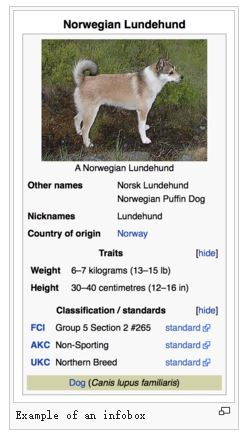 Norwegian Lundehund
A Norwegian Lundehund
Other names Norsk Lundehund
Norwegian Puffin Dog
Nicknames Lundehund
Country of origin Norway
Traits [hide]
Weight 6–7 kilograms (13–15 lb)
Height 30–40 centimetres (12–16 in)
Classification / standards [hide]
FCI Group 5 Section 2 #265 standard
AKC Non-Sporting standard
UKC Northern Breed standard
Dog (Canis lupus familiaris)
Example of an infobox